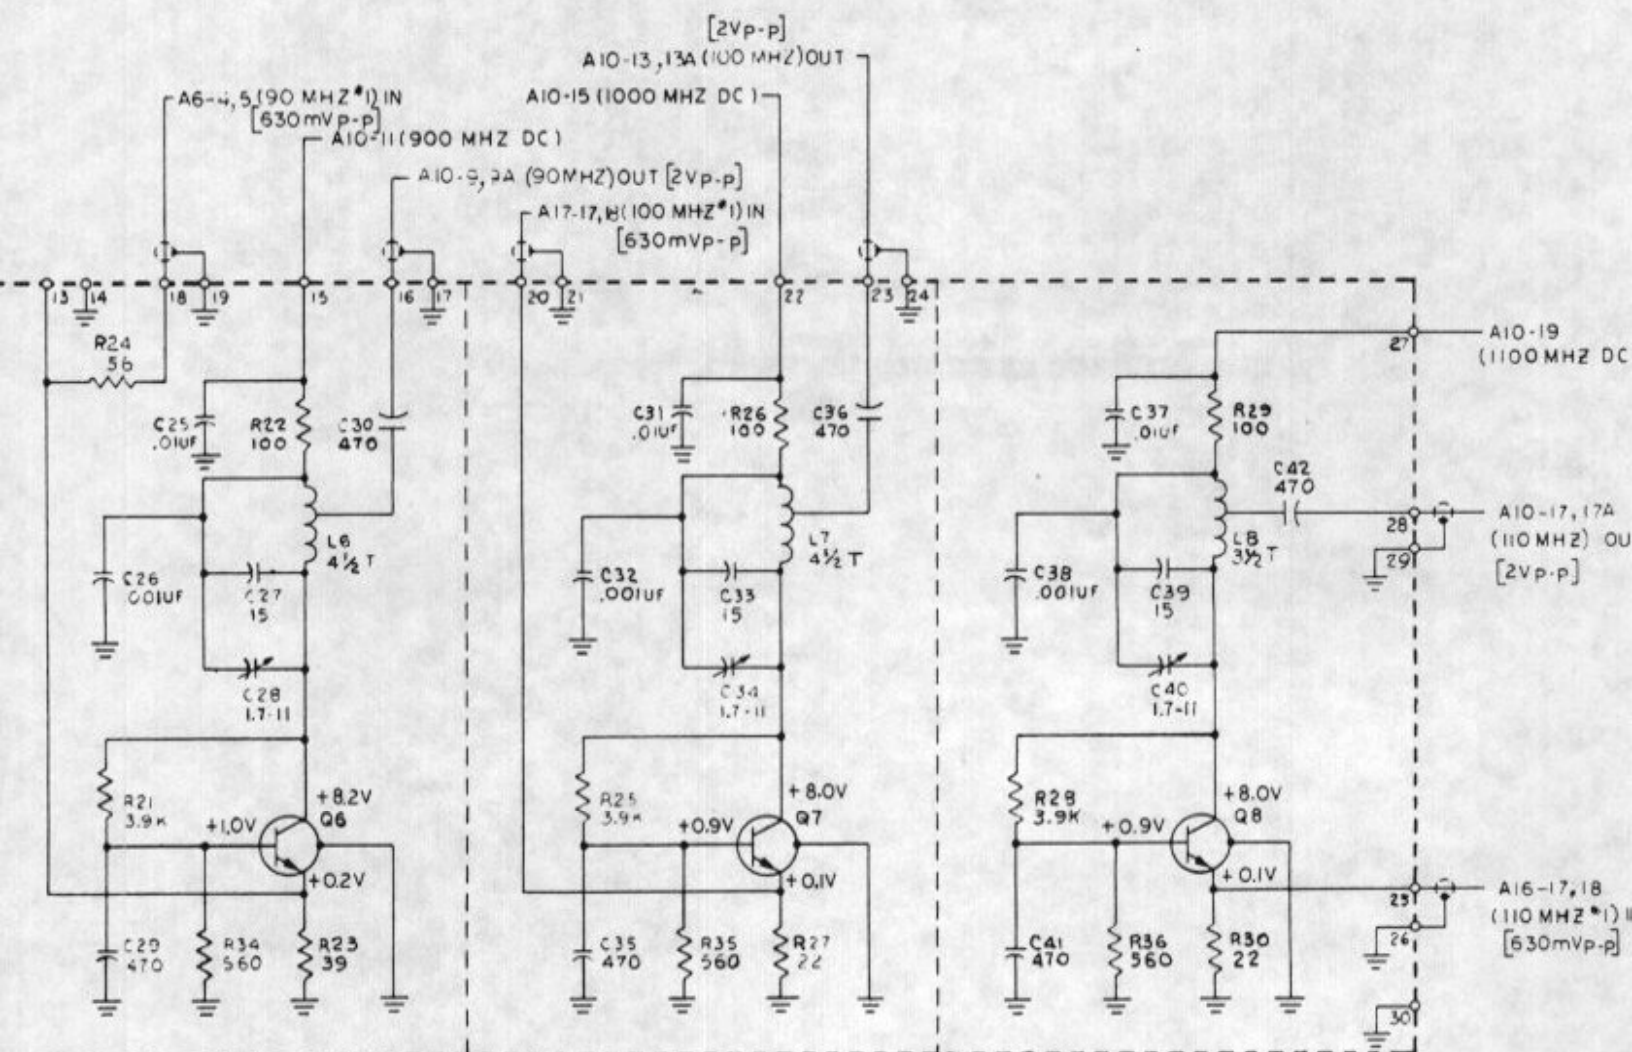 [2Vp-p]
A10-13,13A(100 MHZ)OUT
A6-4,5(90 MHZ#1)IN
[630mVp-p]
A10-15(1000 MHZ DC)
A10-11(900 MHZ DC)
A10-9,9A (90MHZ)OUT [2Vp-p]
A17-17,18(100 MHZ#1)IN
[630mVp-p]
13
14
18
19
15
16
17
20
21
22
23
24
27
A10-19
(1100MHZ DC
R24
56
C25
.01UF
R22
100
C30
470
C31
.01UF
R26
100
C36
470
C37
.01UF
R29
100
C42
470
28
29
A10-17,17A
(110MHZ) OU
[2Vp-p]
L6
4½ T
C26
.001UF
C27
15
C28
1.7-11
L7
4½ T
C32
.001UF
C33
15
C34
1.7-11
L8
3½ T
C38
.001UF
C39
15
C40
1.7-11
R21
3.9K
+8.2V
Q6
+1.0V
+0.2V
R25
3.9K
+8.0V
Q7
+0.9V
+0.1V
R28
3.9K
+8.0V
Q8
+0.9V
+0.1V
25
26
A16-17,18
(110 MHZ#1)I
[630mVp-p]
C29
470
R34
560
R23
39
C35
470
R35
560
R27
22
C41
470
R36
560
R30
22
30